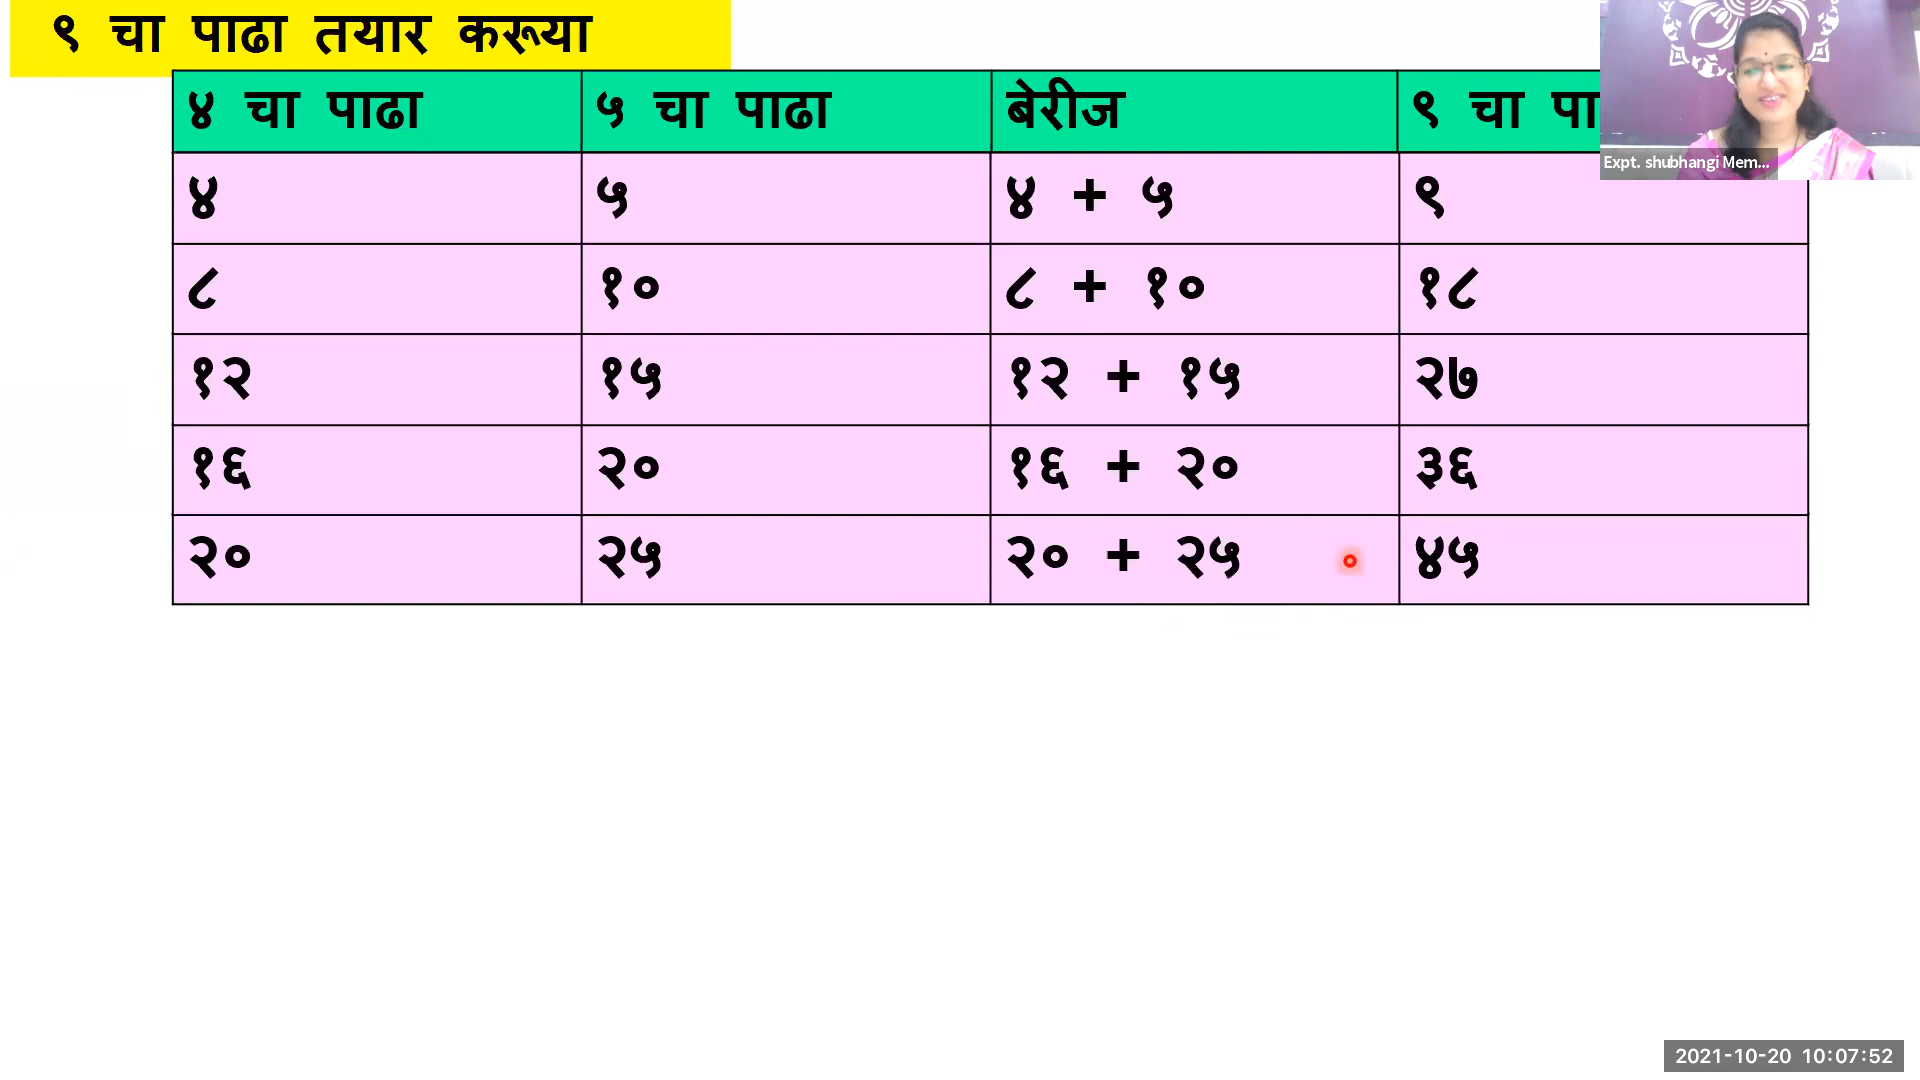 ९ चा पाढा तयार करूया
४ चा पाढा ५ चा पाढा बेरीज ९ चा
४ ५ ४ + ५ ९
८ १० ८ + १० १८
१२ १५ १२ + १५ २७
१६ २० १६ + २० ३६
२० २५ २० + २५ ४५
Expt. shubhangi Mem...
2021-10-20 10:07:52